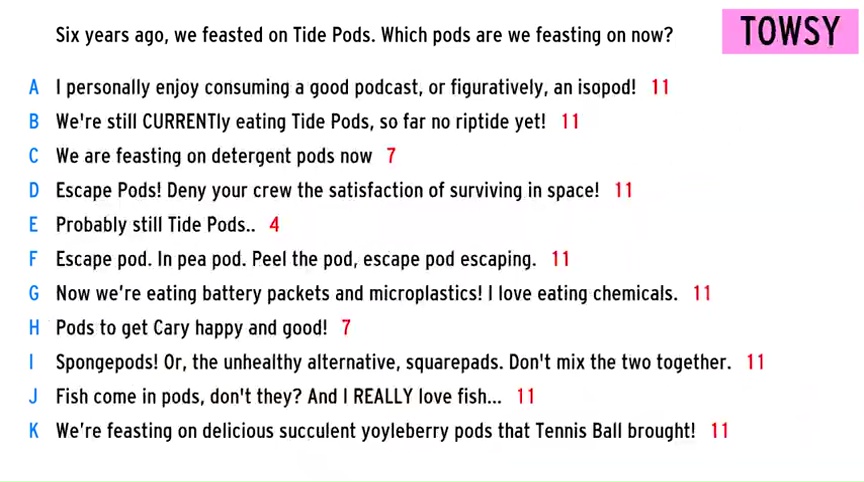 Six years ago, we feasted on Tide Pods. Which pods are we feasting on now?
TOWSY
A I personally enjoy consuming a good podcast, or figuratively, an isopod! 11
B We're still CURRENTly eating Tide Pods, so far no riptide yet! 11
C We are feasting on detergent pods now 7
D Escape Pods! Deny your crew the satisfaction of surviving in space! 11
E Probably still Tide Pods.. 4
F Escape pod. In pea pod. Peel the pod, escape pod escaping. 11
G Now we're eating battery packets and microplastics! I love eating chemicals. 11
H Pods to get Cary happy and good! 7
I Spongepods! Or, the unhealthy alternative, squarepads. Don't mix the two together. 11
J Fish come in pods, don't they? And I REALLY love fish... 11
K We're feasting on delicious succulent yoyleberry pods that Tennis Ball brought! 11